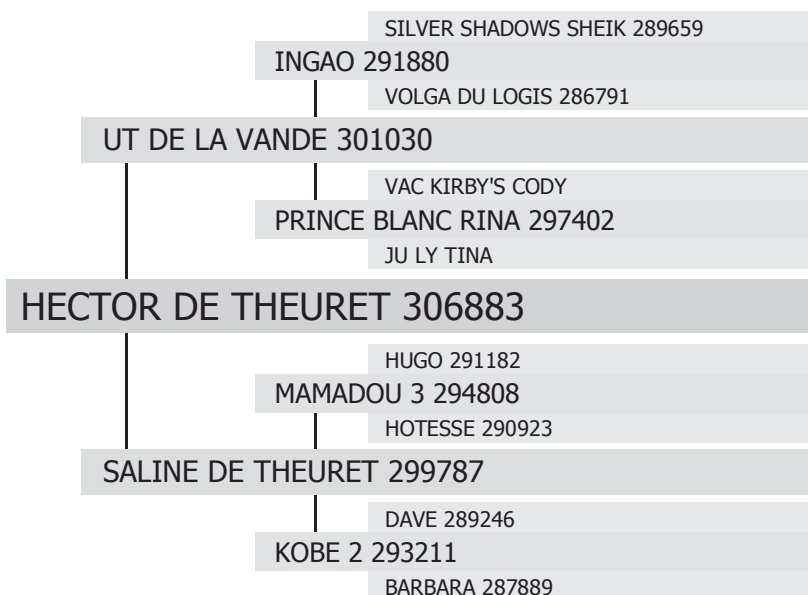 SILVER SHADOWS SHEIK 289659
INGAO 291880
VOLGA DU LOGIS 286791
UT DE LA VANDE 301030
VAC KIRBY'S CODY
PRINCE BLANC RINA 297402
JU LY TINA
HECTOR DE THEURET 306883
HUGO 291182
MAMADOU 3 294808
HOTESSE 290923
SALINE DE THEURET 299787
DAVE 289246
KOBE 2 293211
BARBARA 287889